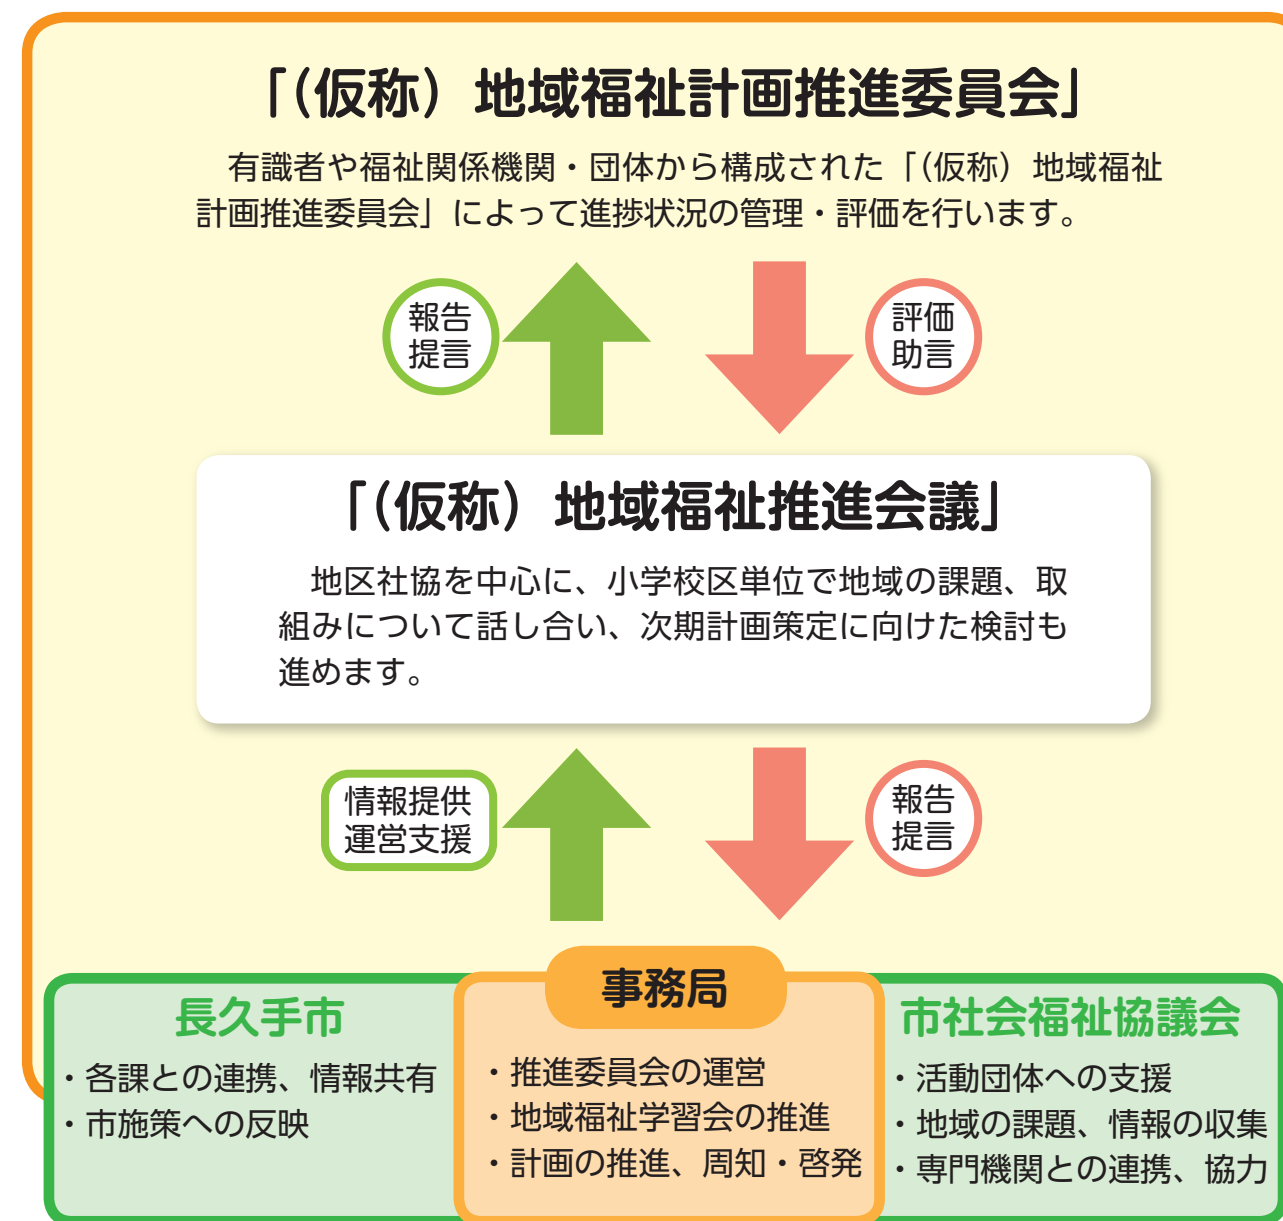 「（仮称）地域福祉計画推進委員会」
有識者や福祉関係機関・団体から構成された「（仮称）地域福祉
計画推進委員会」によって進捗状況の管理・評価を行います。
報告
提言
評価
助言
「（仮称）地域福祉推進会議」
地区社協を中心に、小学校区単位で地域の課題、取
組みについて話し合い、次期計画策定に向けた検討も
進めます。
情報提供
運営支援
報告
提言
長久手市
・各課との連携、情報共有
・市施策への反映
事務局
・推進委員会の運営
・地域福祉学習会の推進
・計画の推進、周知・啓発
市社会福祉協議会
・活動団体への支援
・地域の課題、情報の収集
・専門機関との連携、協力